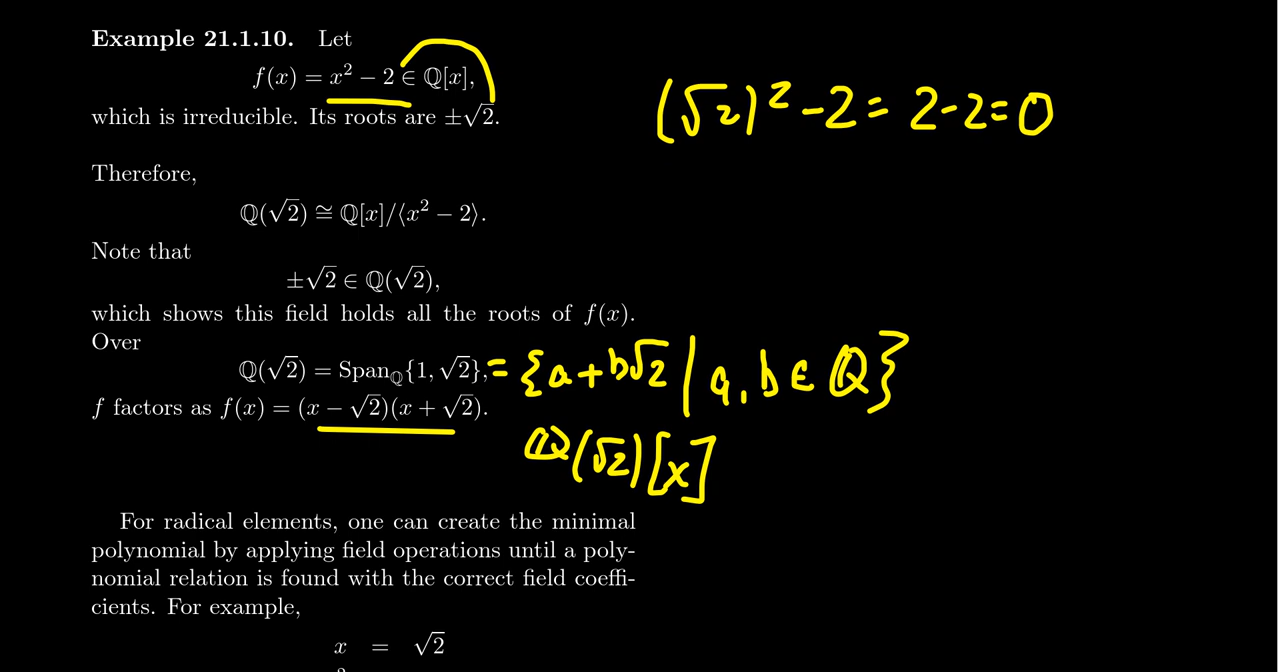 Example 21.1.10. Let
f(x) = x² − 2 ∈ ℚ[x],
(√2)² - 2 = 2 - 2 = 0
which is irreducible. Its roots are ±√2.
Therefore,
ℚ(√2) ≅ ℚ[x]/⟨x² − 2⟩.
Note that
±√2 ∈ ℚ(√2),
which shows this field holds all the roots of f(x).
Over
ℚ(√2) = Span_ℚ{1, √2}, = {a + b√2 | a, b ∈ ℚ}
f factors as f(x) = (x − √2)(x + √2).
ℚ(√2)[x]
For radical elements, one can create the minimal
polynomial by applying field operations until a poly-
nomial relation is found with the correct field coeffi-
cients. For example,
x = √2